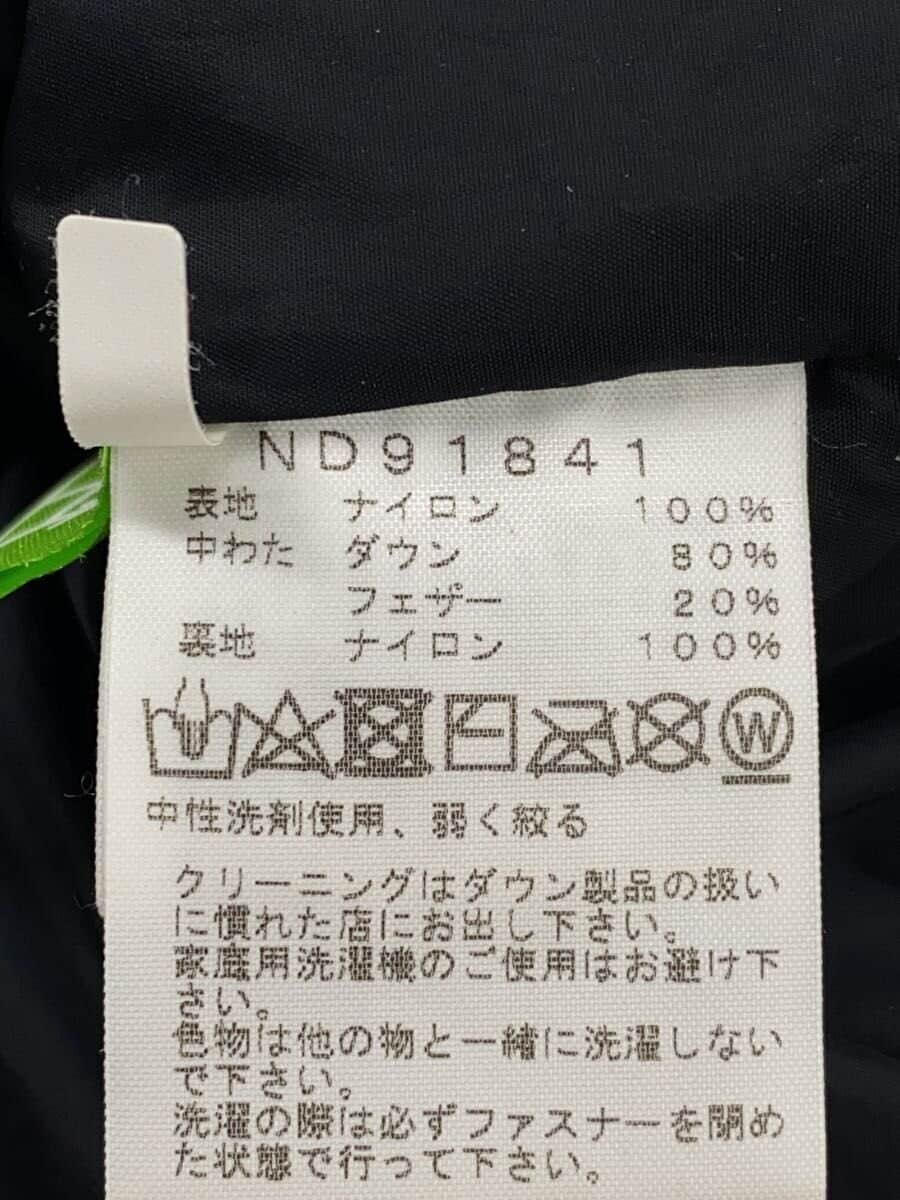 ND91841
表地 ナイロン 100%
中わた ダウン 80%
フェザー 20%
裏地 ナイロン 100%
W
中性洗剤使用、弱く絞る
クリーニングはダウン製品の扱い
に慣れた店にお出し下さい。
家庭用洗濯機のご使用はお避け下
さい。
色物は他の物と一緒に洗濯しない
で下さい。
洗濯の際は必ずファスナーを閉め
た状態で行って下さい。